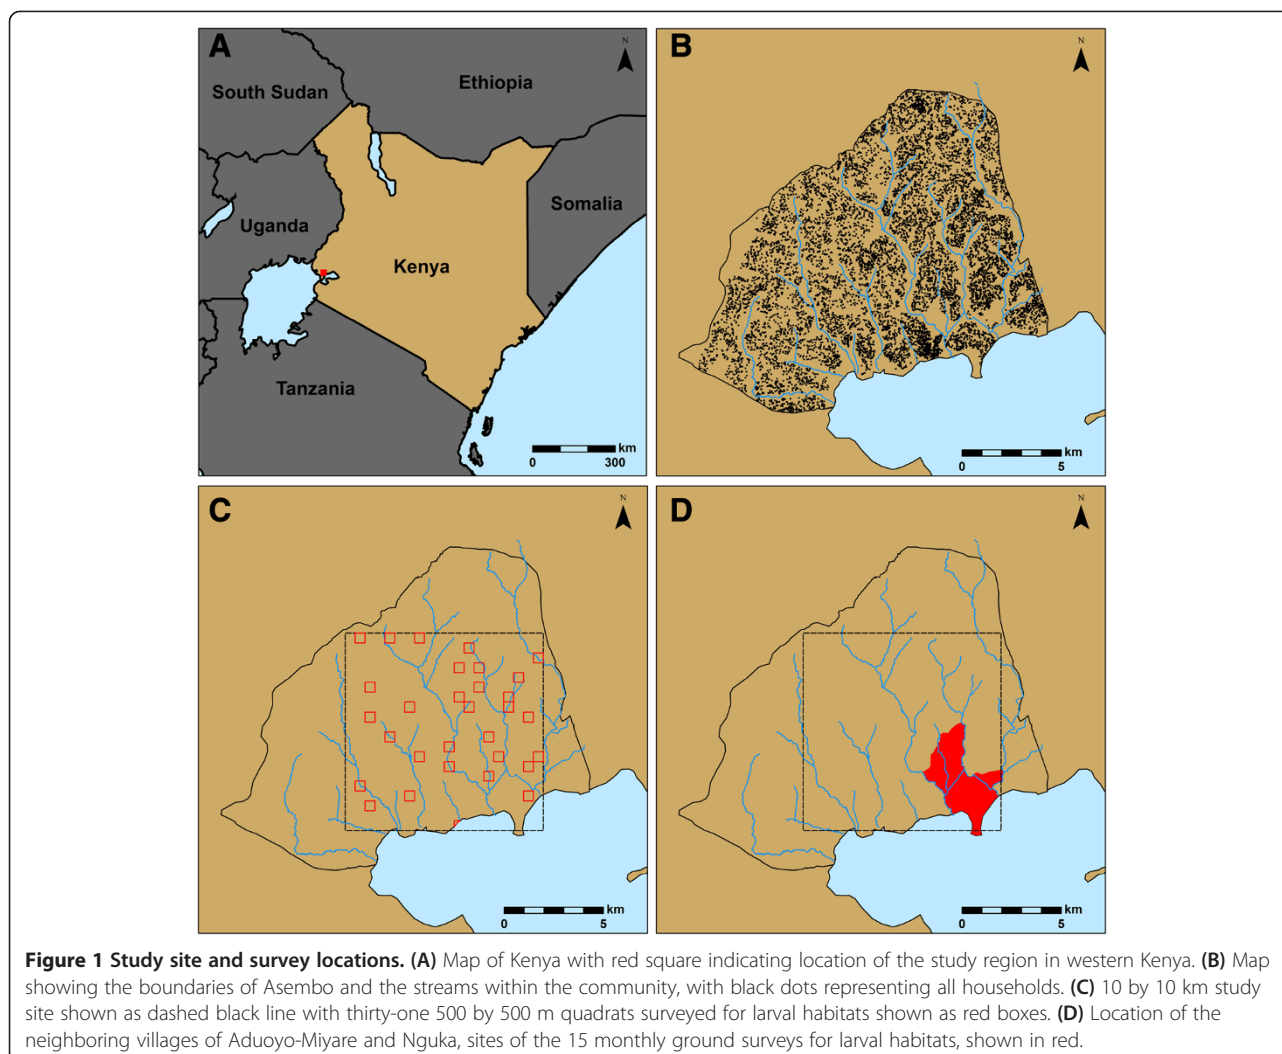 A
N
South Sudan
Ethiopia
Uganda
Somalia
Kenya
Tanzania
km
0 300
B
N
km
0 5
C
N
km
0 5
D
N
km
0 5
Figure 1 Study site and survey locations. (A) Map of Kenya with red square indicating location of the study region in western Kenya. (B) Map
showing the boundaries of Asembo and the streams within the community, with black dots representing all households. (C) 10 by 10 km study
site shown as dashed black line with thirty-one 500 by 500 m quadrats surveyed for larval habitats shown as red boxes. (D) Location of the
neighboring villages of Aduoyo-Miyare and Nguka, sites of the 15 monthly ground surveys for larval habitats, shown in red.